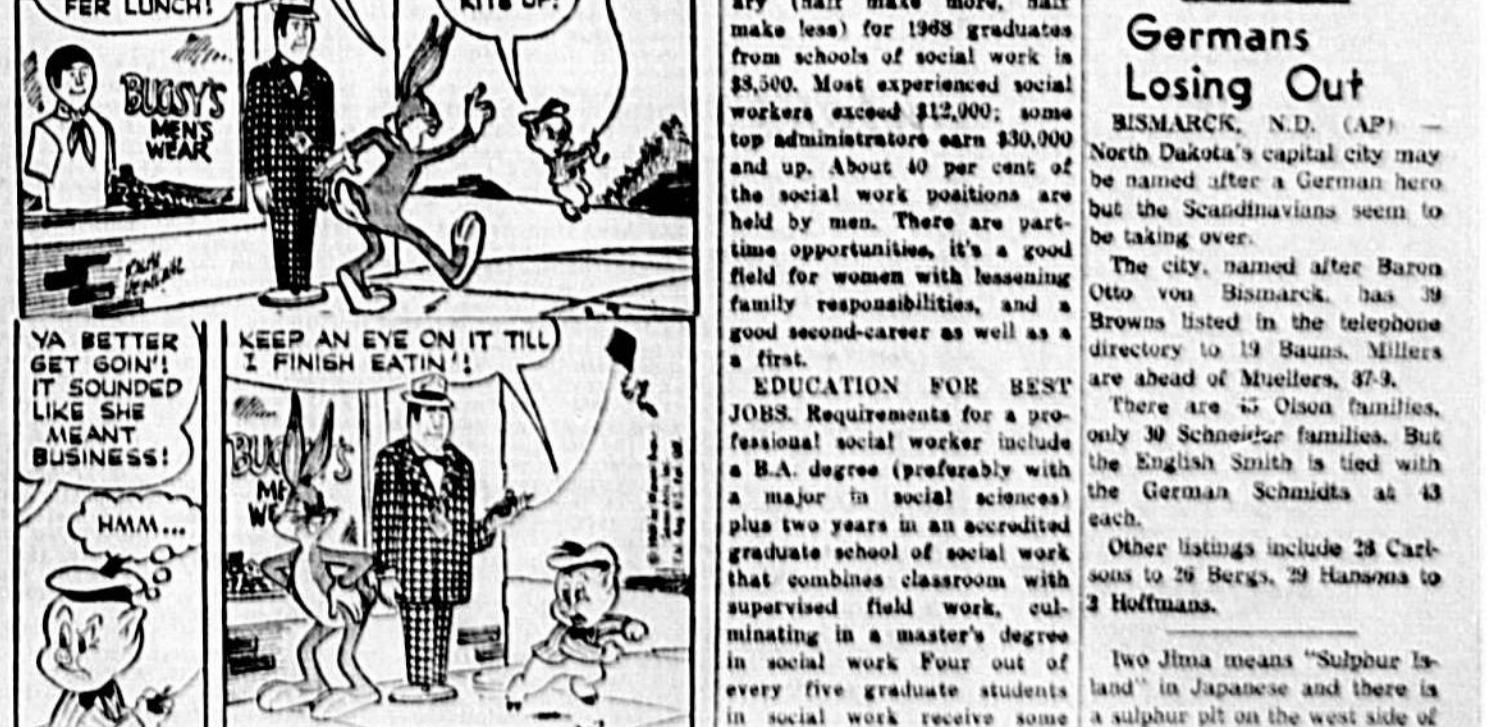 FER LUNCH!
KITE UP!
BUGSY'S
MEN'S
WEAR
YA BETTER
GET GOIN'!
IT SOUNDED
LIKE SHE
MEANT
BUSINESS!
HMM...
KEEP AN EYE ON IT TILL
I FINISH EATIN'!
BUG 'S
ME
WE
ary (half make more, half
make less) for 1968 graduates
from schools of social work is
$8,500. Most experienced social
workers exceed $12,000; some
top administrators earn $30,000
and up. About 40 per cent of
the social work positions are
held by men. There are part-
time opportunities, it's a good
field for women with lessening
family responsibilities, and a
good second-career as well as a
a first.
EDUCATION FOR BEST
JOBS. Requirements for a pro-
fessional social worker include
a B.A. degree (preferably with
a major in social sciences)
plus two years in an accredited
graduate school of social work
that combines classroom with
supervised field work, cul-
minating in a master's degree
in social work Four out of
every five graduate students
in social work receive some
Germans
Losing Out
BISMARCK, N.D. (AP) —
North Dakota's capital city may
be named after a German hero
but the Scandinavians seem to
be taking over.
The city, named after Baron
Otto von Bismarck, has 39
Browns listed in the telephone
directory to 19 Bauns. Millers
are ahead of Muellers, 37-9.
There are Olson families,
only 30 Schneider families. But
the English Smith is tied with
the German Schmidts at 43
each.
Other listings include 28 Carl-
sons to 26 Bergs, 29 Hansons to
3 Hoffmans.
Iwo Jima means "Sulphur Is-
land" in Japanese and there is
a sulphur pit on the west side of